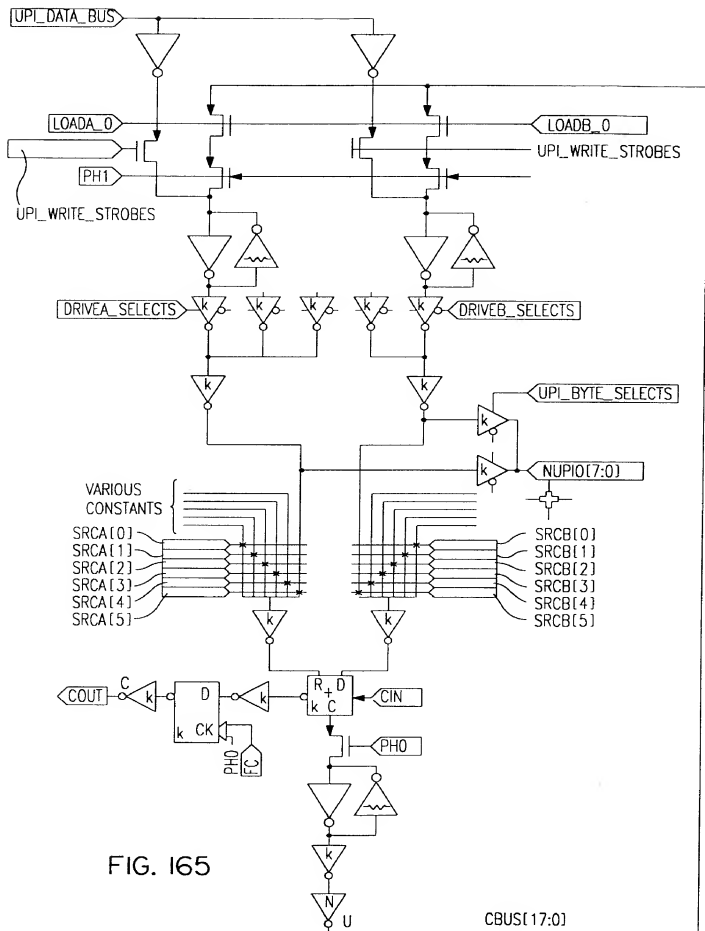 UPI_DATA_BUS
LOADA_0
LOADB_0
UPI_WRITE_STROBES
PH1
UPI_WRITE_STROBES
DRIVEA_SELECTS
k
k
k
k
k
DRIVEB_SELECTS
k
k
UPI_BYTE_SELECTS
k
k
NUPIO[7:0]
VARIOUS
CONSTANTS
SRCA[0]
SRCA[1]
SRCA[2]
SRCA[3]
SRCA[4]
SRCA[5]
SRCB[0]
SRCB[1]
SRCB[2]
SRCB[3]
SRCB[4]
SRCB[5]
k
k
COUT
C
k
D
k
CK
PH0
FC
k
R + D
k C
CIN
PH0
k
N
U
FIG. 165
CBUS[17:0]